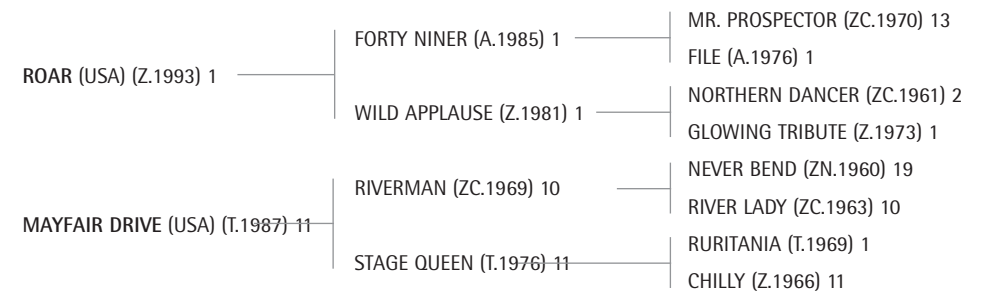 MR. PROSPECTOR (ZC.1970) 13
FORTY NINER (A.1985) 1
FILE (A.1976) 1
ROAR (USA) (Z.1993) 1
NORTHERN DANCER (ZC.1961) 2
WILD APPLAUSE (Z.1981) 1
GLOWING TRIBUTE (Z.1973) 1
NEVER BEND (ZN.1960) 19
RIVERMAN (ZC.1969) 10
RIVER LADY (ZC.1963) 10
MAYFAIR DRIVE (USA) (T.1987) 11
RURITANIA (T.1969) 1
STAGE QUEEN (T.1976) 11
CHILLY (Z.1966) 11